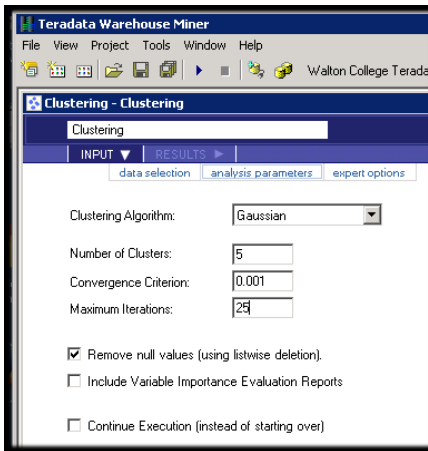 Teradata Warehouse Miner
File View Project Tools Window Help
Walton College Terada
Clustering - Clustering
Clustering
INPUT ▼ RESULTS ►
data selection analysis parameters expert options
Clustering Algorithm: Gaussian
Number of Clusters: 5
Convergence Criterion: 0.001
Maximum Iterations: 25
Remove null values (using listwise deletion).
Include Variable Importance Evaluation Reports
Continue Execution (instead of starting over)